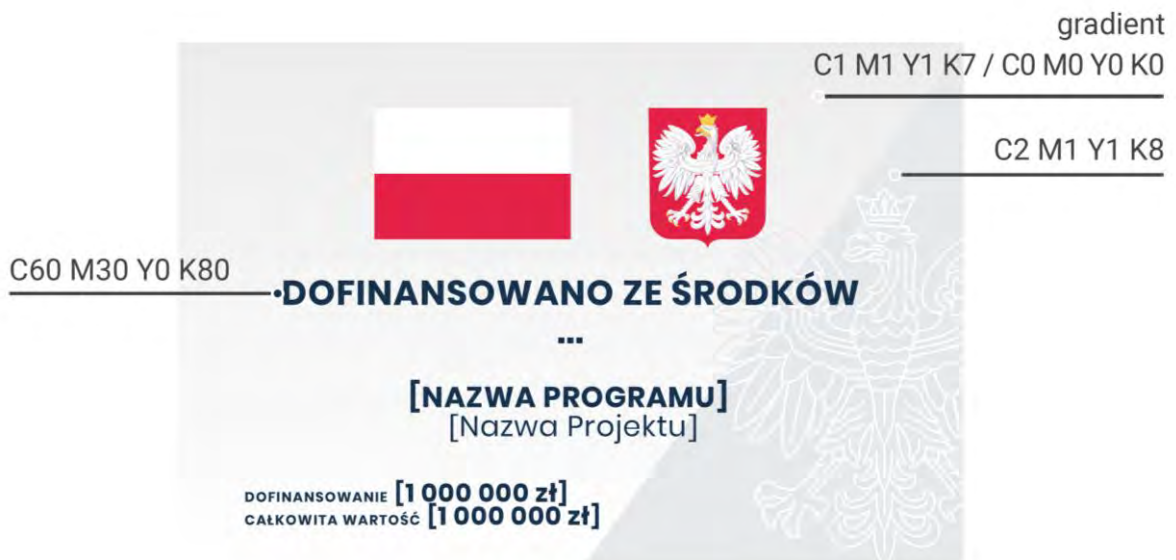 gradient
C1 M1 Y1 K7 / C0 M0 Y0 K0
C2 M1 Y1 K8
C60 M30 Y0 K80
DOFINANSOWANO ZE ŚRODKÓW
...
[NAZWA PROGRAMU]
[Nazwa Projektu]
DOFINANSOWANIE [1 000 000 zł]
CAŁKOWITA WARTOŚĆ [1 000 000 zł]